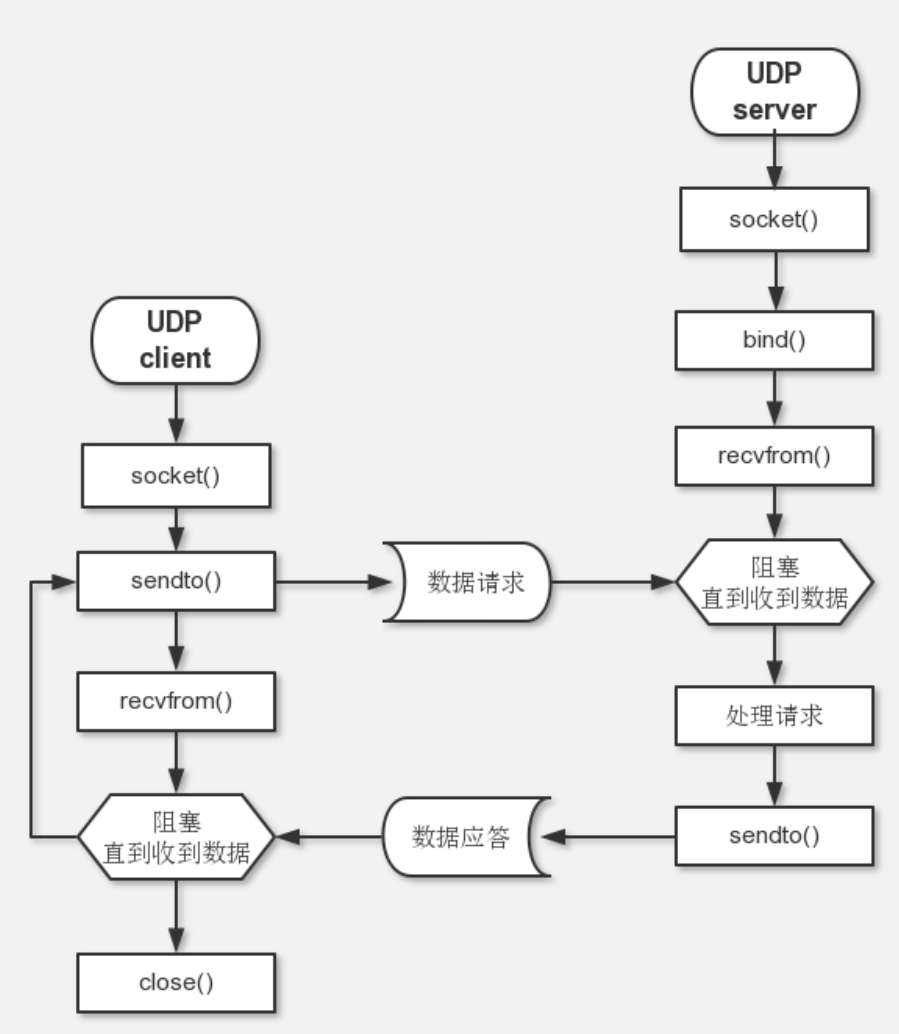 UDP
server
socket()
bind()
recvfrom()
阻塞
直到收到数据
处理请求
sendto()
UDP
client
socket()
sendto()
数据请求
recvfrom()
阻塞
直到收到数据
数据应答
close()